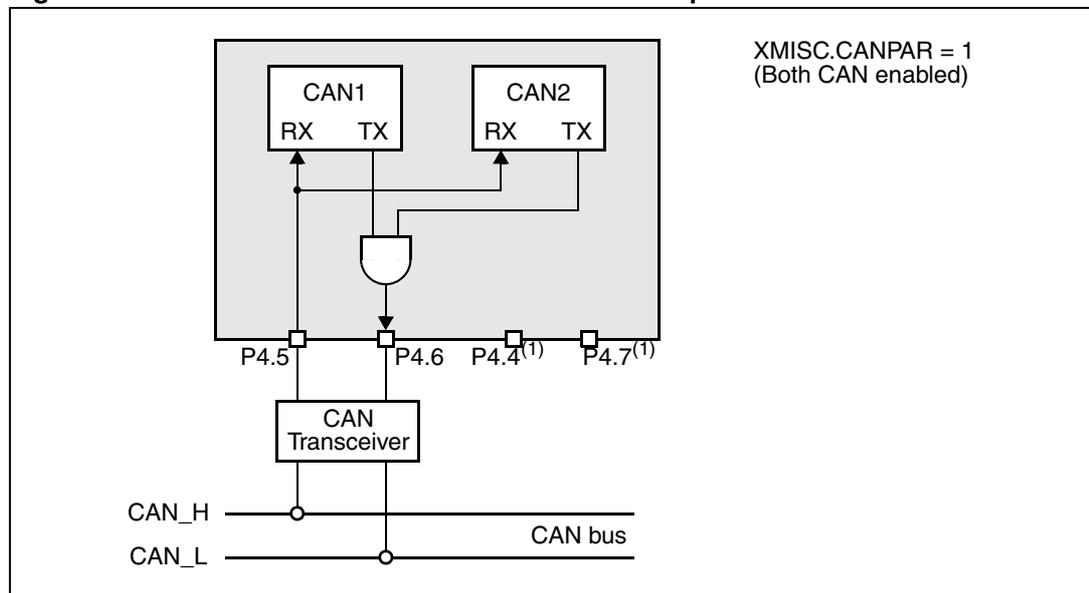 XMISC.CANPAR = 1
(Both CAN enabled)
CAN1
RX TX
CAN2
RX TX
P4.5
P4.6
P4.4(1)
P4.7(1)
CAN
Transceiver
CAN_H
CAN bus
CAN_L